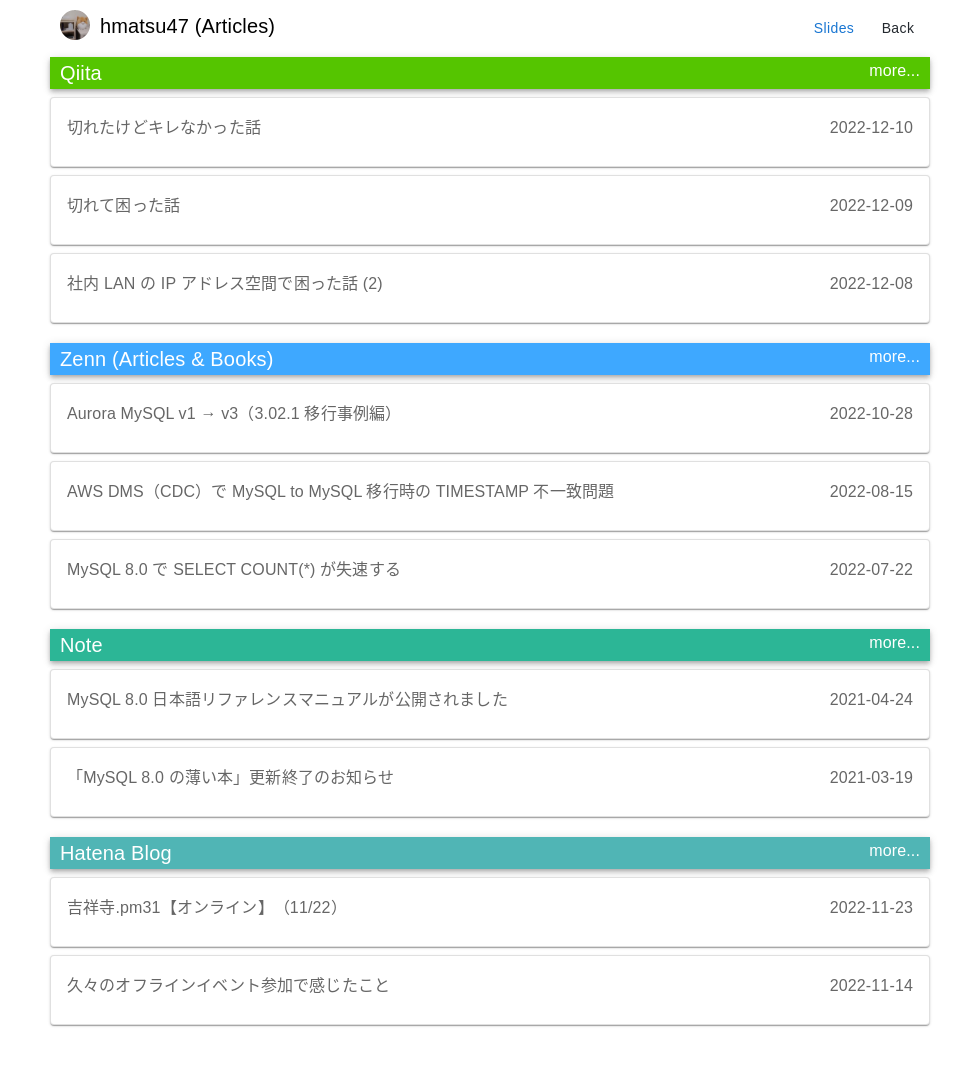 hmatsu47 (Articles)
Slides
Back
Qiita
more...
切れたけどキレなかった話
2022-12-10
切れて困った話
2022-12-09
社内 LAN の IP アドレス空間で困った話 (2)
2022-12-08
Zenn (Articles & Books)
more...
Aurora MySQL v1 → v3（3.02.1 移行事例編）
2022-10-28
AWS DMS（CDC）で MySQL to MySQL 移行時の TIMESTAMP 不一致問題
2022-08-15
MySQL 8.0 で SELECT COUNT(*) が失速する
2022-07-22
Note
more...
MySQL 8.0 日本語リファレンスマニュアルが公開されました
2021-04-24
「MySQL 8.0 の薄い本」更新終了のお知らせ
2021-03-19
Hatena Blog
more...
吉祥寺.pm31【オンライン】（11/22）
2022-11-23
久々のオフラインイベント参加で感じたこと
2022-11-14